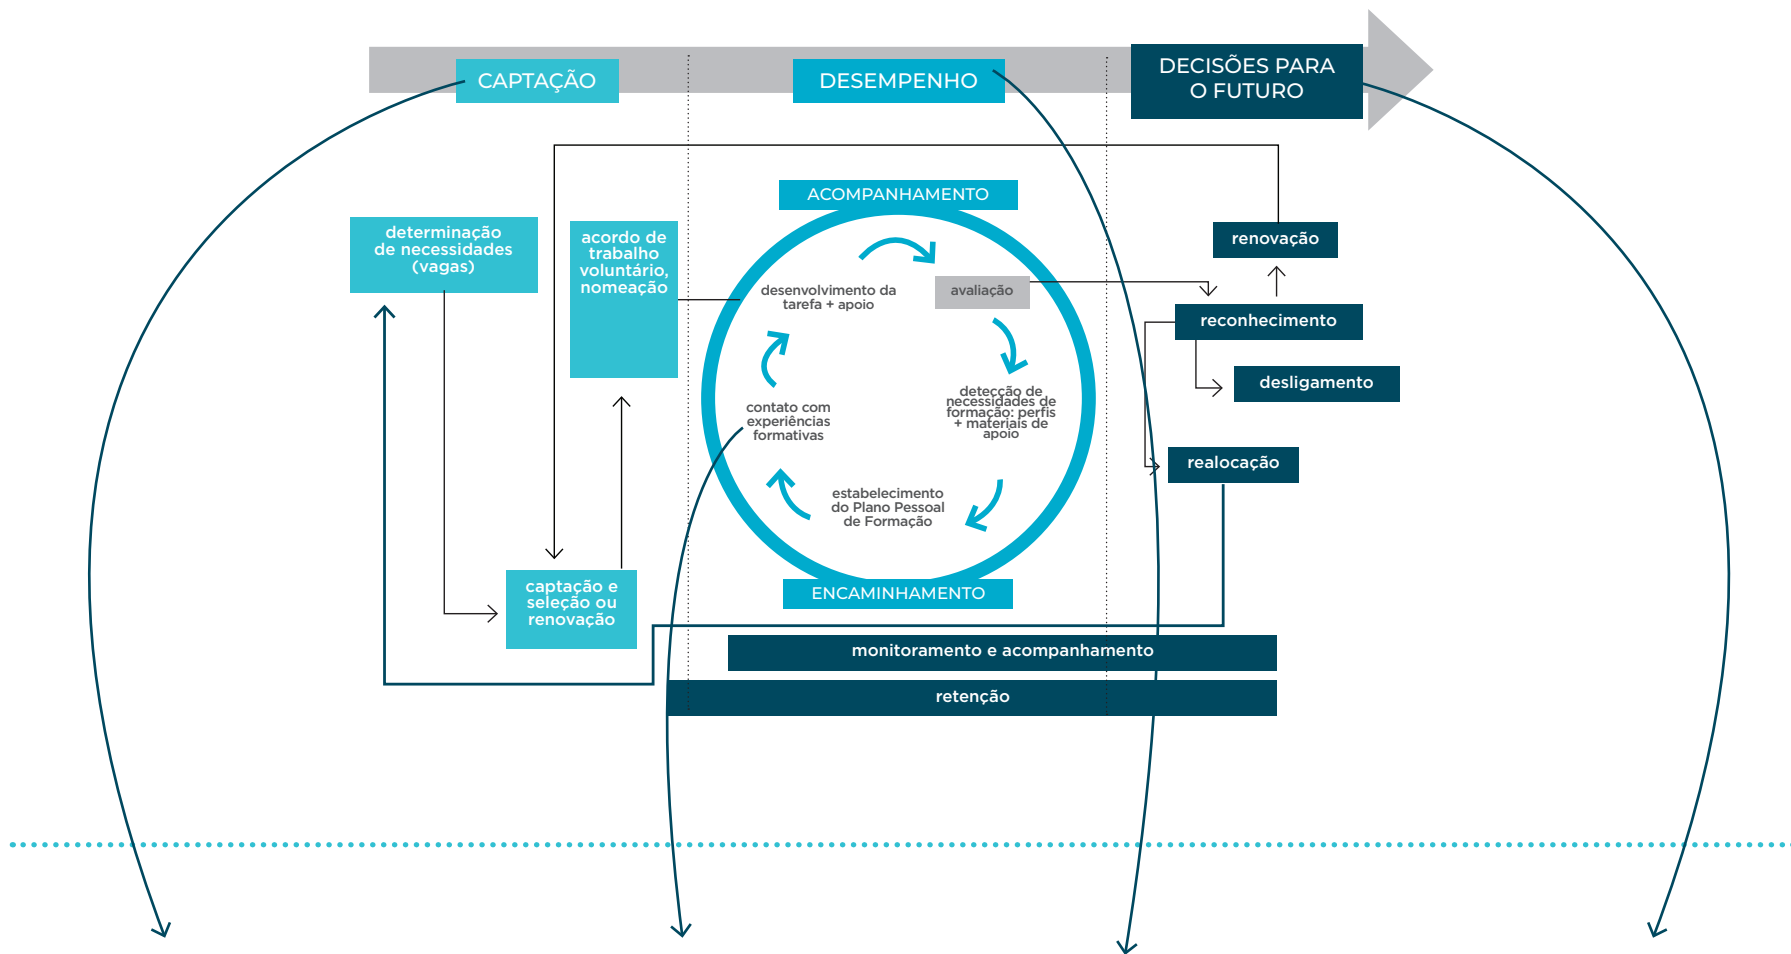 CAPTAÇÃO
DESEMPENHO
DECISÕES PARA
O FUTURO
determinação
de necessidades
(vagas)
acordo de
trabalho
voluntário,
nomeação
captação e
seleção ou
renovação
ACOMPANHAMENTO
desenvolvimento da
tarefa + apoio
avaliação
detecção de
necessidades de
formação: perfis
+ materiais de
apoio
estabelecimento
do Plano Pessoal
de Formação
contato com
experiências
formativas
ENCAMINHAMENTO
renovação
reconhecimento
desligamento
realocação
monitoramento e acompanhamento
retenção